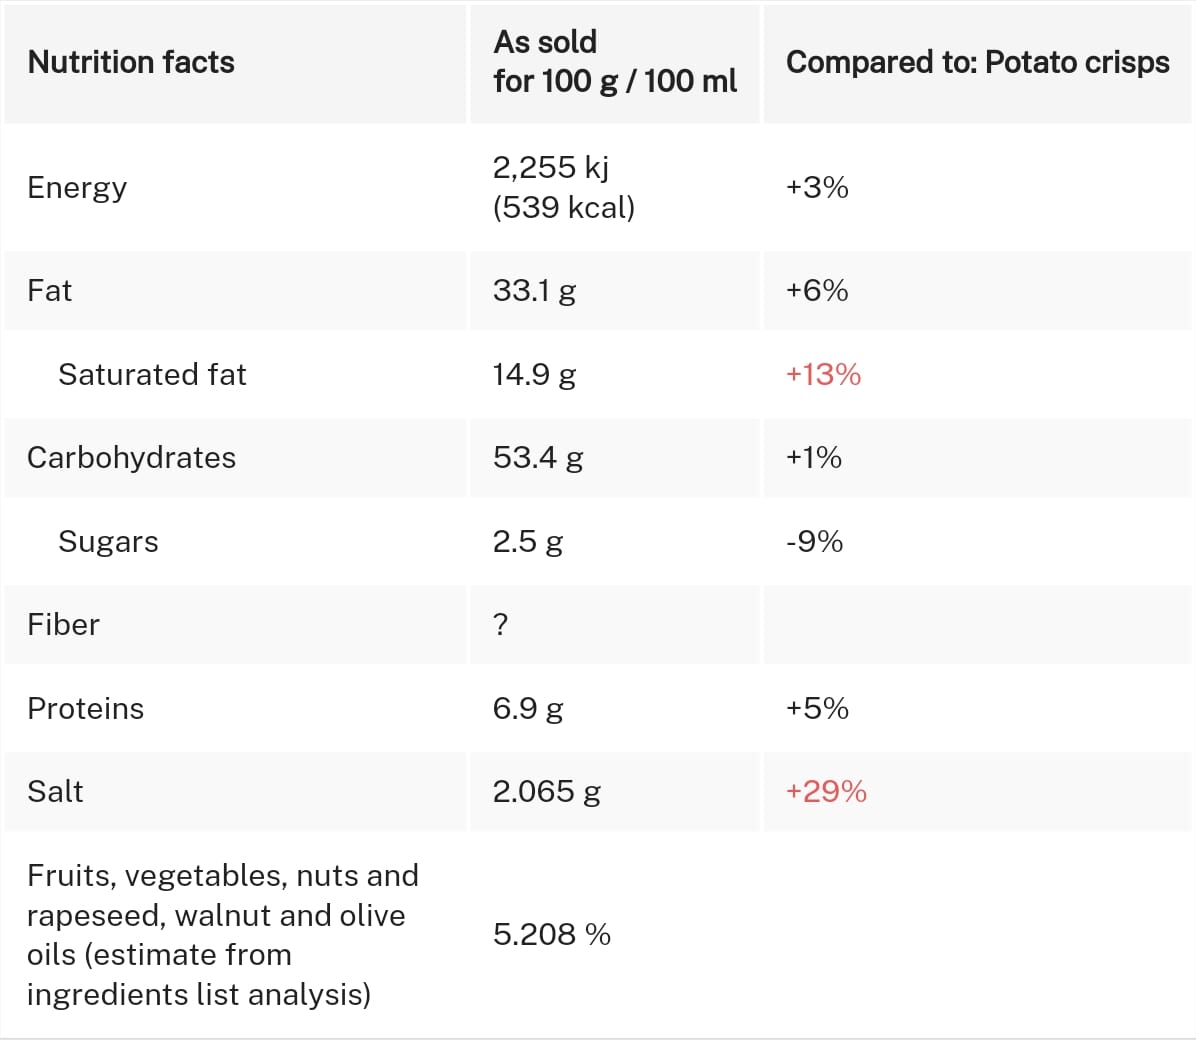 Nutrition facts
As sold
for 100 g / 100 ml
Compared to: Potato crisps
Energy
2,255 kj
(539 kcal)
+3%
Fat
33.1 g
+6%
Saturated fat
14.9 g
+13%
Carbohydrates
53.4 g
+1%
Sugars
2.5 g
-9%
Fiber
?
Proteins
6.9 g
+5%
Salt
2.065 g
+29%
Fruits, vegetables, nuts and
rapeseed, walnut and olive
oils (estimate from
ingredients list analysis)
5.208 %